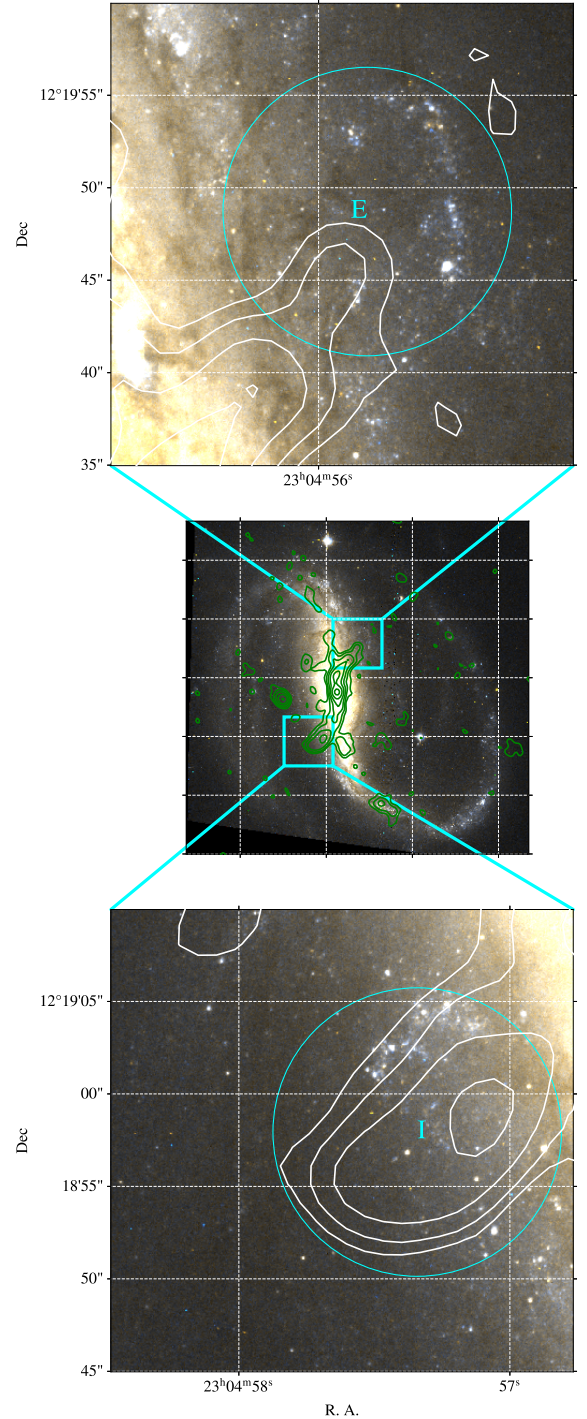 12°19'55"
50"
45"
40"
35"
Dec
E
23ʰ04ᵐ56ˢ
12°19'05"
00"
18'55"
50"
45"
Dec
I
23ʰ04ᵐ58ˢ
57ˢ
R. A.